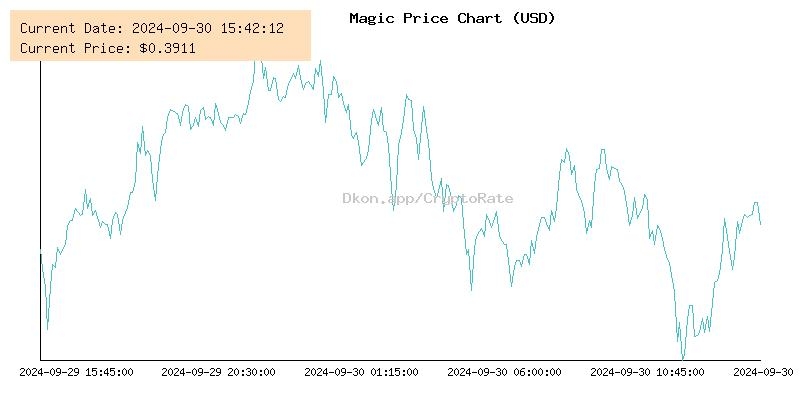 Magic Price Chart (USD)
Current Date: 2024-09-30 15:42:12
Current Price: $0.3911
Dkon.app/CryptoRate
2024-09-29 15:45:00
2024-09-29 20:30:00
2024-09-30 01:15:00
2024-09-30 06:00:00
2024-09-30 10:45:00
2024-09-30